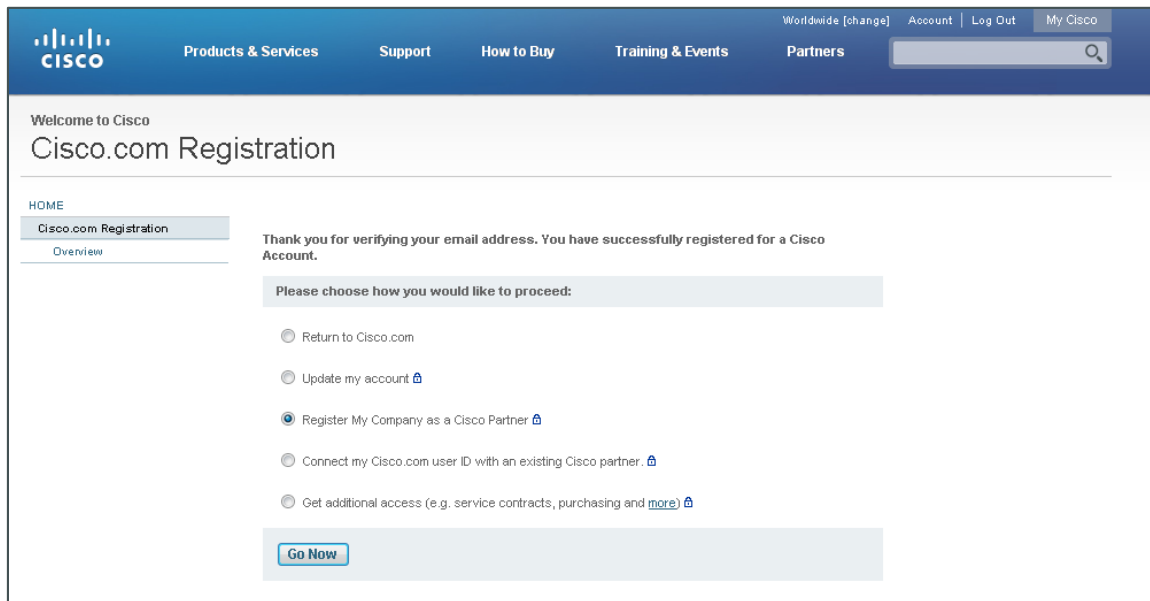 Worldwide [change] Account Log Out My Cisco
CISCO
Products & Services Support How to Buy Training & Events Partners
Welcome to Cisco
Cisco.com Registration
HOME
Cisco.com Registration
Overview
Thank you for verifying your email address. You have successfully registered for a Cisco
Account.
Please choose how you would like to proceed:
Return to Cisco.com
Update my account
Register My Company as a Cisco Partner
Connect my Cisco.com user ID with an existing Cisco partner.
Get additional access (e.g. service contracts, purchasing and more)
Go Now